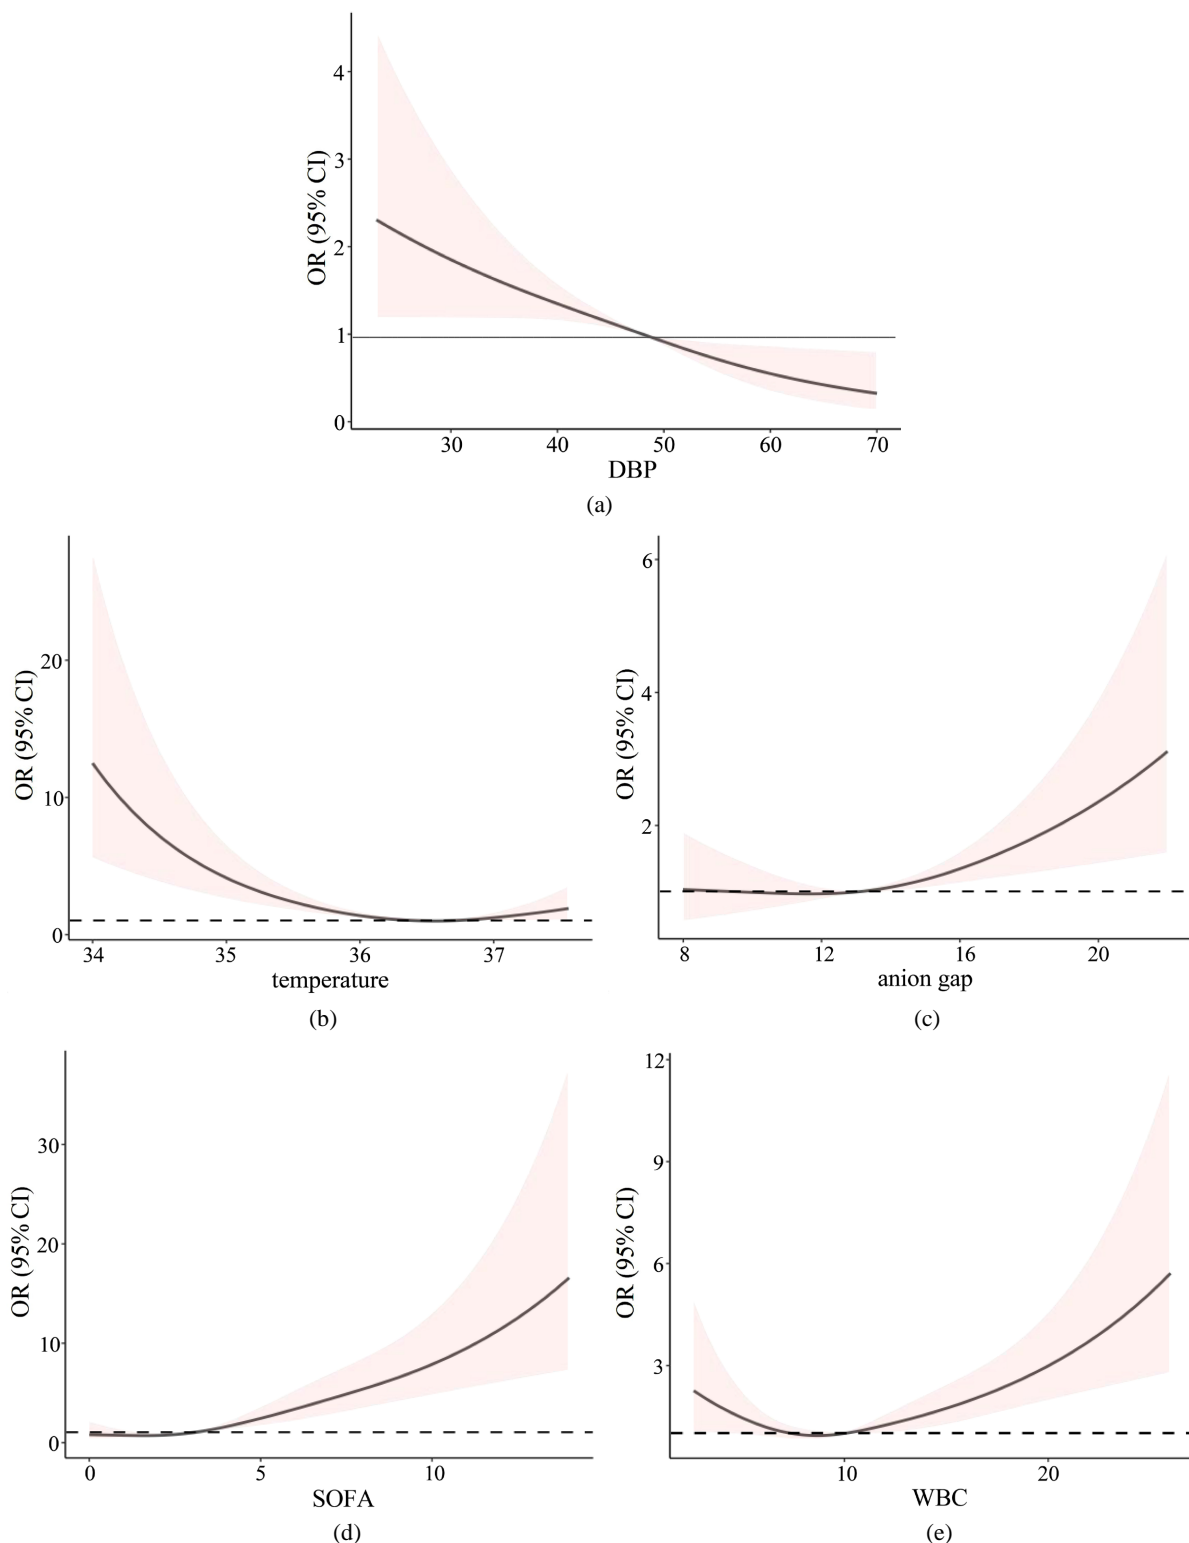 OR (95% CI)
4
3
2
1
0
30 40 50 60 70
DBP
(a)
OR (95% CI)
20
10
0
34 35 36 37
temperature
(b)
OR (95% CI)
6
4
2
8 12 16 20
anion gap
(c)
OR (95% CI)
30
20
10
0
0 5 10
SOFA
(d)
OR (95% CI)
12
9
6
3
10 20
WBC
(e)